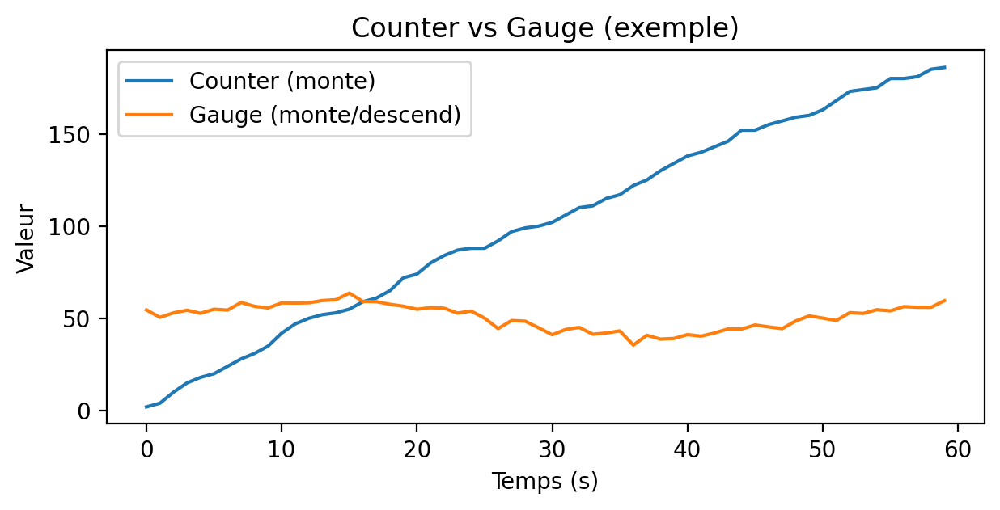 Counter vs Gauge (exemple)
Counter (monte)
Gauge (monte/descend)
Valeur
150
100
50
0
0 10 20 30 40 50 60
Temps (s)